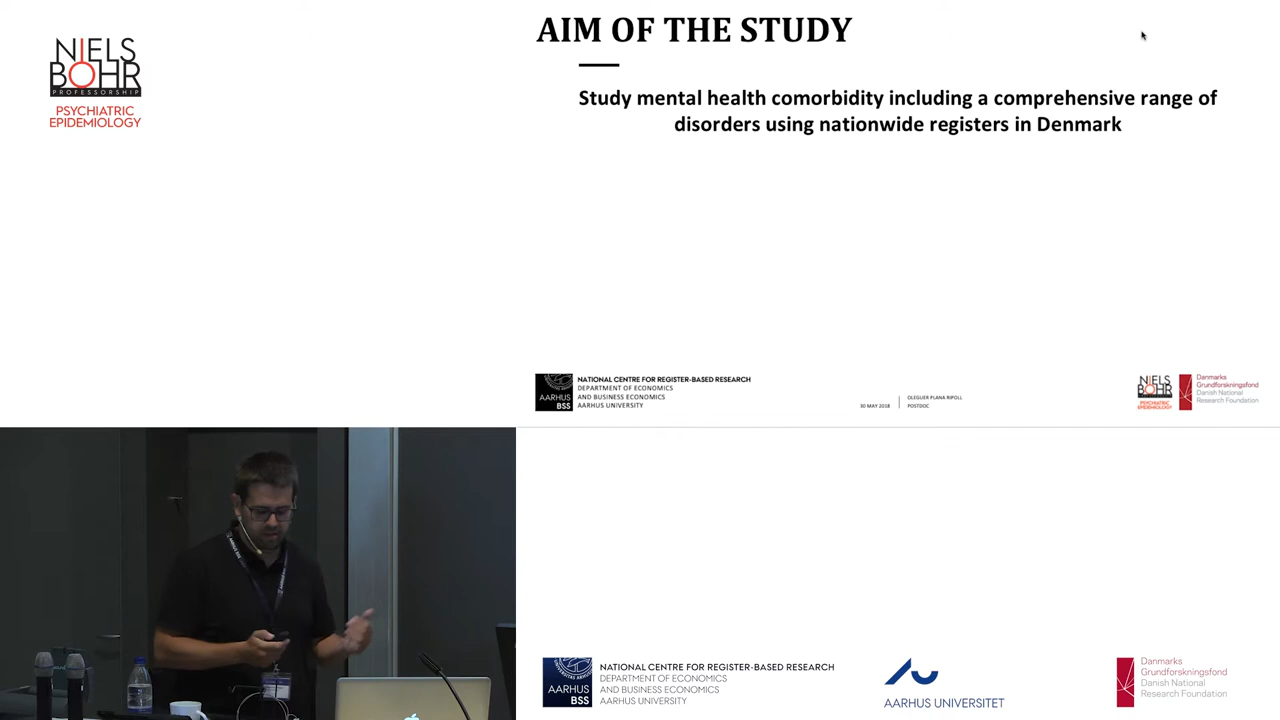 AIM OF THE STUDY
NIELS
BOHR
PROFESSORSHIP
PSYCHIATRIC
EPIDEMIOLOGY
Study mental health comorbidity including a comprehensive range of
disorders using nationwide registers in Denmark
AARHUS
BSS
NATIONAL CENTRE FOR REGISTER-BASED RESEARCH
DEPARTMENT OF ECONOMICS
AND BUSINESS ECONOMICS
AARHUS UNIVERSITY
30 MAY 2018
OLEGUER PLANA RIPOLL
POSTDOC
NIELS
BOHR
PSYCHIATRIC
EPIDEMIOLOGY
Danmarks
Grundforskningsfond
Danish National
Research Foundation
AARHUS
BSS
NATIONAL CENTRE FOR REGISTER-BASED RESEARCH
DEPARTMENT OF ECONOMICS
AND BUSINESS ECONOMICS
AARHUS UNIVERSITY
AARHUS UNIVERSITET
Danmarks
Grundforskningsfond
Danish National
Research Foundation